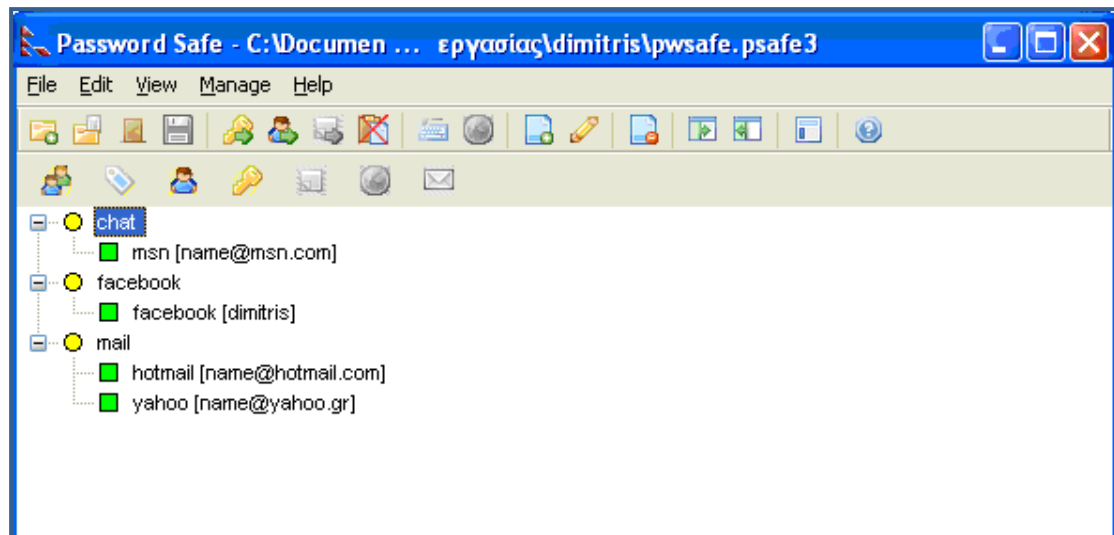 Password Safe - C:\Documen ... εργασίας\dimitris\pwsafe.psafe3
File Edit View Manage Help
chat
msn [name@msn.com]
facebook
facebook [dimitris]
mail
hotmail [name@hotmail.com]
yahoo [name@yahoo.gr]